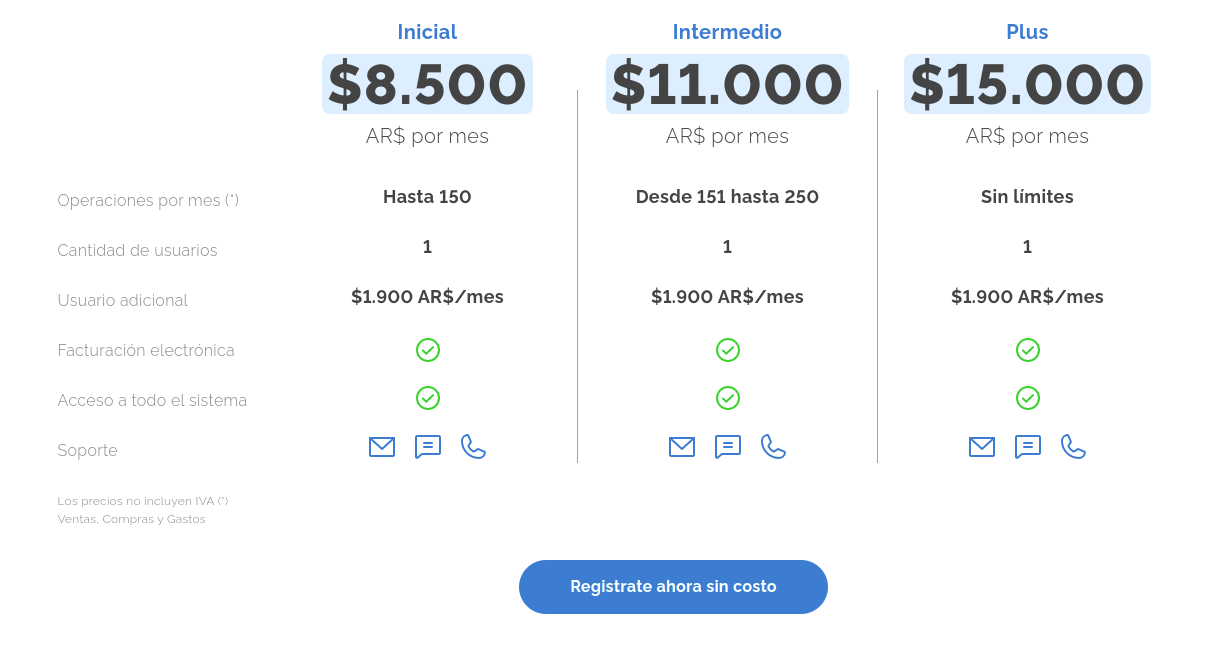 Inicial Intermedio Plus
$8.500 $11.000 $15.000
AR$ por mes AR$ por mes AR$ por mes
Operaciones por mes (*) Hasta 150 Desde 151 hasta 250 Sin límites
Cantidad de usuarios 1 1 1
Usuario adicional $1.900 AR$/mes $1.900 AR$/mes $1.900 AR$/mes
Facturación electrónica
Acceso a todo el sistema
Soporte
Los precios no incluyen IVA (*)
Ventas, Compras y Gastos
Registrate ahora sin costo